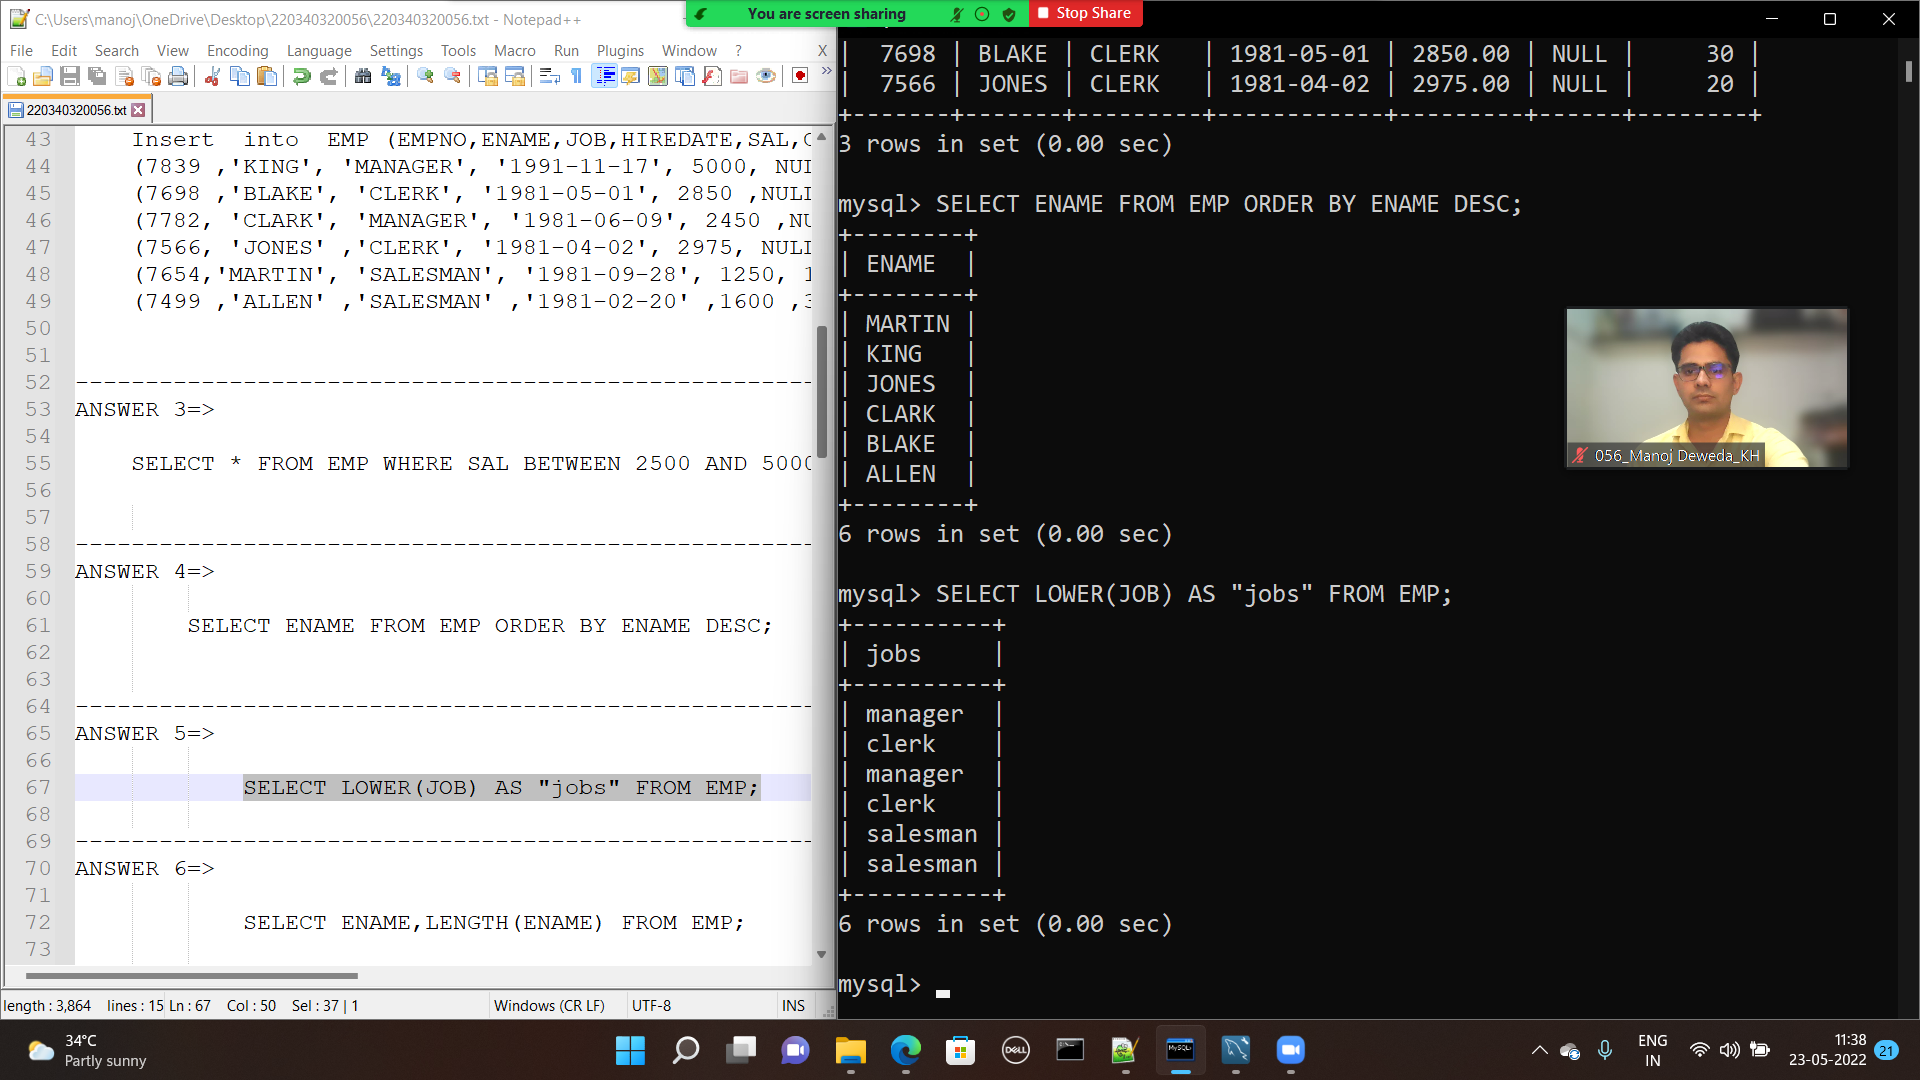 C:\Users\manoj\OneDrive\Desktop\220340320056\220340320056.txt - Notepad++
You are screen sharing
Stop Share
File Edit Search View Encoding Language Settings Tools Macro Run Plugins Window ? X
220340320056.txt
43 Insert into EMP (EMPNO,ENAME,JOB,HIREDATE,SAL,
44 (7839 ,'KING', 'MANAGER', '1991-11-17', 5000, NUL
45 (7698 ,'BLAKE', 'CLERK', '1981-05-01', 2850 ,NULL
46 (7782, 'CLARK', 'MANAGER', '1981-06-09', 2450 ,NU
47 (7566, 'JONES' ,'CLERK', '1981-04-02', 2975, NULL
48 (7654,'MARTIN', 'SALESMAN', '1981-09-28', 1250, 1
49 (7499 ,'ALLEN' ,'SALESMAN' ,'1981-02-20' ,1600 ,3
50
51
52 -----------------------------------------------------
53 ANSWER 3=>
54
55 SELECT * FROM EMP WHERE SAL BETWEEN 2500 AND 5000
56
57
58 -----------------------------------------------------
59 ANSWER 4=>
60
61 SELECT ENAME FROM EMP ORDER BY ENAME DESC;
62
63
64 -----------------------------------------------------
65 ANSWER 5=>
66
67 SELECT LOWER(JOB) AS "jobs" FROM EMP;
68
69 -----------------------------------------------------
70 ANSWER 6=>
71
72 SELECT ENAME,LENGTH(ENAME) FROM EMP;
73
length : 3,864 lines : 15 Ln : 67 Col : 50 Sel : 37 | 1 Windows (CR LF) UTF-8 INS
| 7698 | BLAKE | CLERK | 1981-05-01 | 2850.00 | NULL | 30 |
| 7566 | JONES | CLERK | 1981-04-02 | 2975.00 | NULL | 20 |
+-------+--------+---------+------------+---------+------+--------+
3 rows in set (0.00 sec)
mysql> SELECT ENAME FROM EMP ORDER BY ENAME DESC;
+--------+
| ENAME |
+--------+
| MARTIN |
| KING |
| JONES |
| CLARK |
| BLAKE |
| ALLEN |
+--------+
6 rows in set (0.00 sec)
mysql> SELECT LOWER(JOB) AS "jobs" FROM EMP;
+----------+
| jobs |
+----------+
| manager |
| clerk |
| manager |
| clerk |
| salesman |
| salesman |
+----------+
6 rows in set (0.00 sec)
mysql>
056_Manoj Deweda_KH
34°C
Partly sunny
DELL
MySQL
ENG
IN
11:38
23-05-2022
21